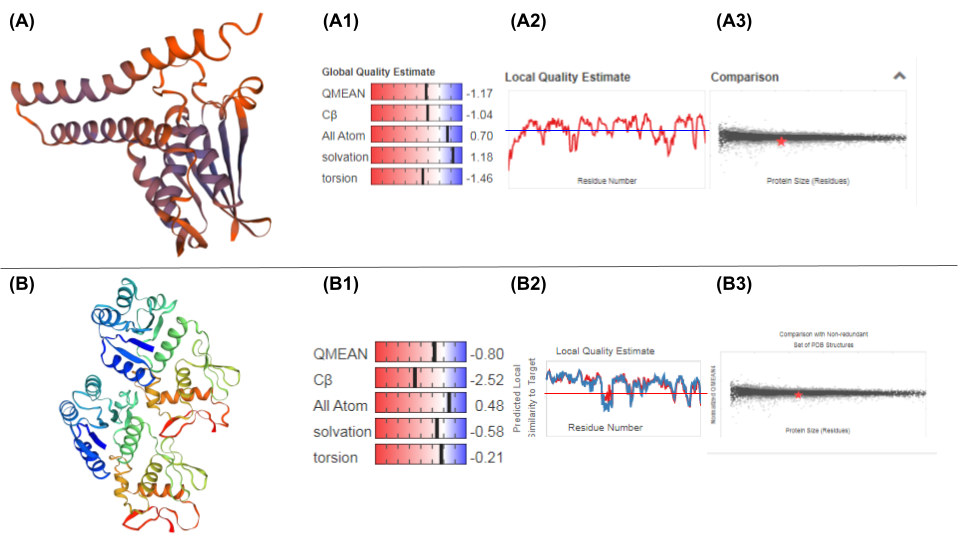 (A)
(A1)
(A2)
(A3)
Global Quality Estimate
QMEAN -1.17
Cβ -1.04
All Atom 0.70
solvation 1.18
torsion -1.46
Local Quality Estimate
Residue Number
Comparison
Protein Size (Residues)
(B)
(B1)
(B2)
(B3)
QMEAN -0.80
Cβ -2.52
All Atom 0.48
solvation -0.58
torsion -0.21
Local Quality Estimate
Predicted Local
Similarity to Target
Residue Number
Comparison with Non-redundant
Set of PDB Structures
Protein Size (Residues)